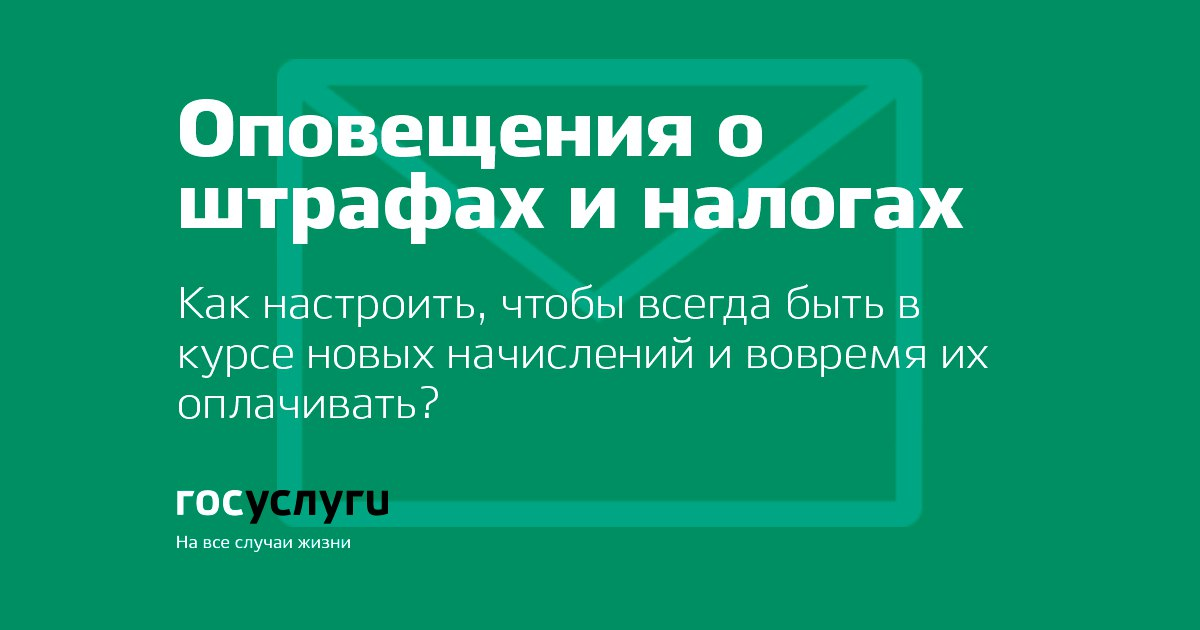 Оповещения о
штрафах и налогах
Как настроить, чтобы всегда быть в
курсе новых начислений и вовремя их
оплачивать?
госуслуги
На все случаи жизни